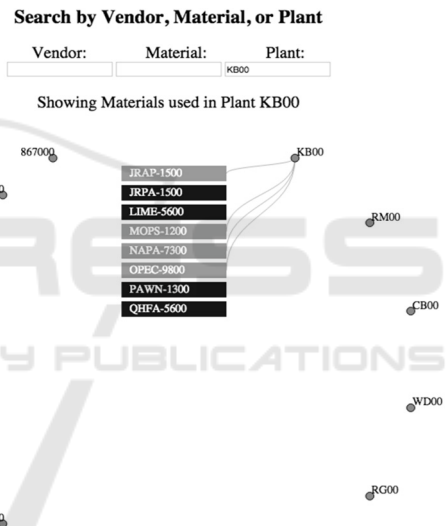 Search by Vendor, Material, or Plant
Vendor: Material: Plant:
KB00
Showing Materials used in Plant KB00
867000 KB00
JRAP-1500
JRPA-1500
LIME-5600
MOPS-1200
RM00
NAPA-7300
OPEC-9800
PAWN-1300
CB00
QHFA-5600
PUBLICATIONS
WD00
RG00